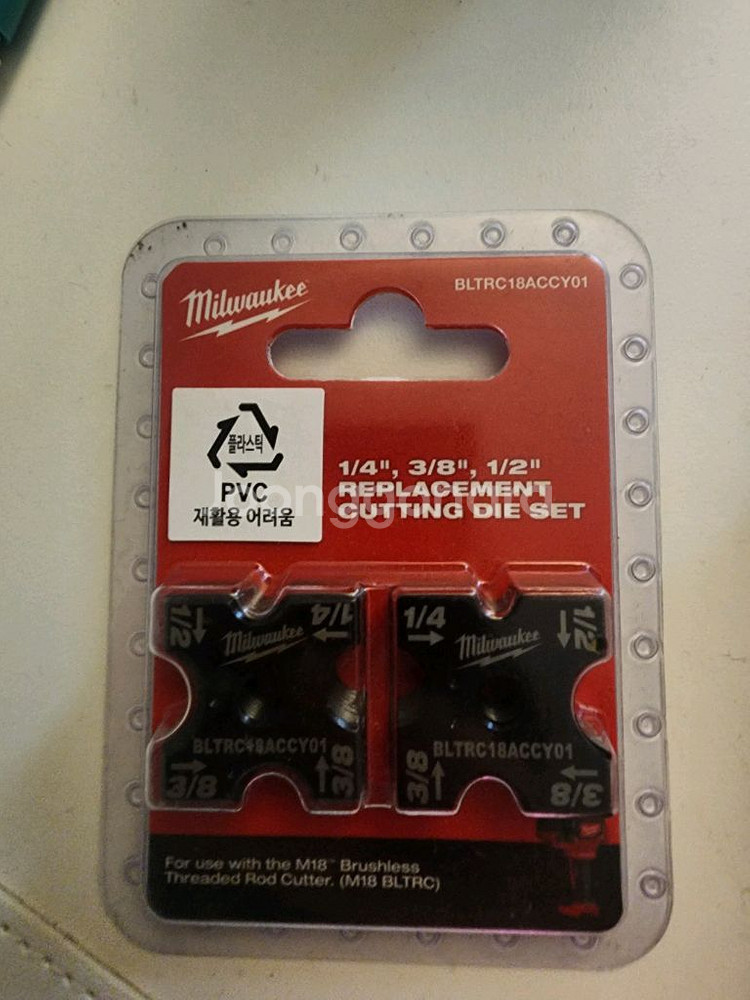 Milwaukee
BLTRC18ACCY01
플라스틱
PVC
재활용 어려움
1/4", 3/8", 1/2"
REPLACEMENT
CUTTING DIE SET
1/2
1/4
Milwaukee
BLTRC18ACCY01
3/8
3/8
1/4
1/2
Milwaukee
BLTRC18ACCY01
3/8
3/8
For use with the M18™ Brushless
Threaded Rod Cutter. (M18 BLTRC)